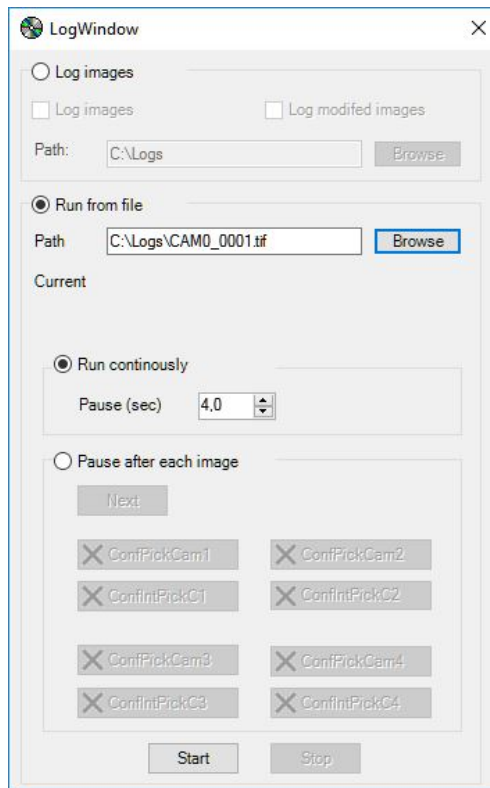 LogWindow
Log images
Log images Log modifed images
Path: C:\Logs Browse
Run from file
Path C:\Logs\CAM0_0001.tif Browse
Current
Run continously
Pause (sec) 4,0
Pause after each image
Next
ConfPickCam1 ConfPickCam2
ConfIntPickC1 ConfIntPickC2
ConfPickCam3 ConfPickCam4
ConfIntPickC3 ConfIntPickC4
Start Stop